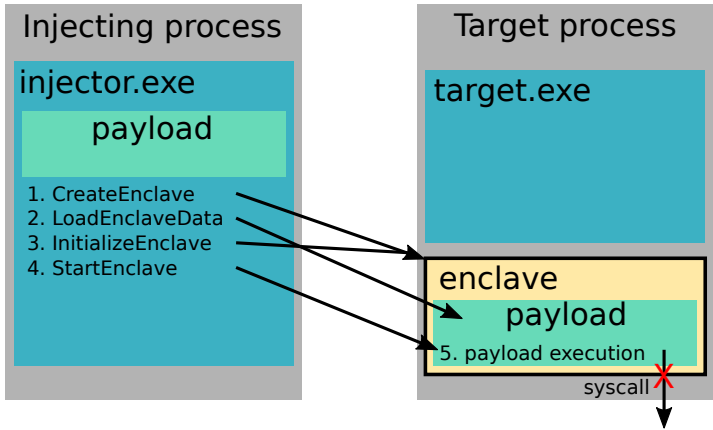 Injecting process
injector.exe
payload
1. CreateEnclave
2. LoadEnclaveData
3. InitializeEnclave
4. StartEnclave
Target process
target.exe
enclave
payload
5. payload execution
X
syscall